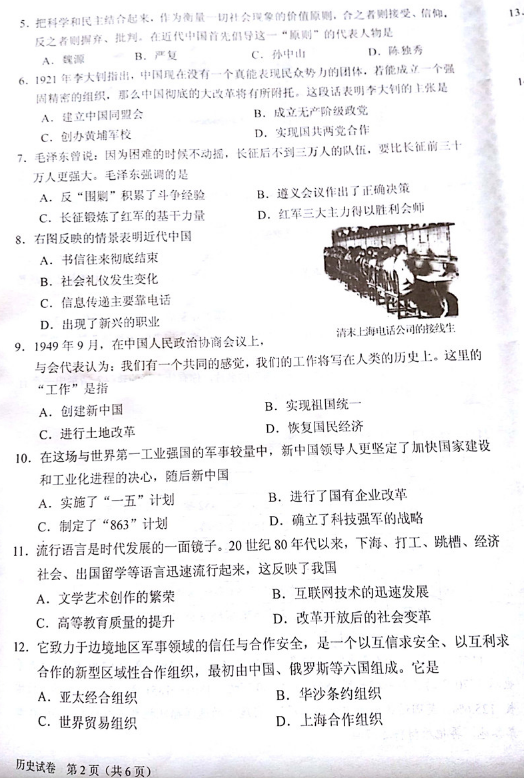 5. 把科学和民主结合起来，作为衡量一切社会现象的价值原则，合之者则接受、信仰，
反之者则摒弃、批判。在近代中国首先倡导这一“原则”的代表人物是
A. 魏源 B. 严复 C. 孙中山 D. 陈独秀
6. 1921年李大钊指出，中国现在没有一个真能表现民众势力的团体，若能成立一个强
固精密的组织，那么中国彻底的大改革将有所附托。这段话表明李大钊的主张是
A. 建立中国同盟会 B. 成立无产阶级政党
C. 创办黄埔军校 D. 实现国共两党合作
7. 毛泽东曾说：因为困难的时候不动摇，长征后不到三万人的队伍，要比长征前三十
万人更强大。毛泽东强调的是
A. 反“围剿”积累了斗争经验 B. 遵义会议作出了正确决策
C. 长征锻炼了红军的基干力量 D. 红军三大主力得以胜利会师
8. 右图反映的情景表明近代中国
A. 书信往来彻底结束
B. 社会礼仪发生变化
C. 信息传递主要靠电话
D. 出现了新兴的职业
清末上海电话公司的接线生
9. 1949年9月，在中国人民政治协商会议上，
与会代表认为：我们有一个共同的感觉，我们的工作将写在人类的历史上。这里的
“工作”是指
A. 创建新中国 B. 实现祖国统一
C. 进行土地改革 D. 恢复国民经济
10. 在这场与世界第一工业强国的军事较量中，新中国领导人更坚定了加快国家建设
和工业化进程的决心，随后新中国
A. 实施了“一五”计划 B. 进行了国有企业改革
C. 制定了“863”计划 D. 确立了科技强军的战略
11. 流行语言是时代发展的一面镜子。20世纪80年代以来，下海、打工、跳槽、经济
社会、出国留学等语言迅速流行起来，这反映了我国
A. 文学艺术创作的繁荣 B. 互联网技术的迅速发展
C. 高等教育质量的提升 D. 改革开放后的社会变革
12. 它致力于边境地区军事领域的信任与合作安全，是一个以互信求安全、以互利求
合作的新型区域性合作组织，最初由中国、俄罗斯等六国组成。它是
A. 亚太经合组织 B. 华沙条约组织
C. 世界贸易组织 D. 上海合作组织
历史试卷 第2页（共6页）
13.